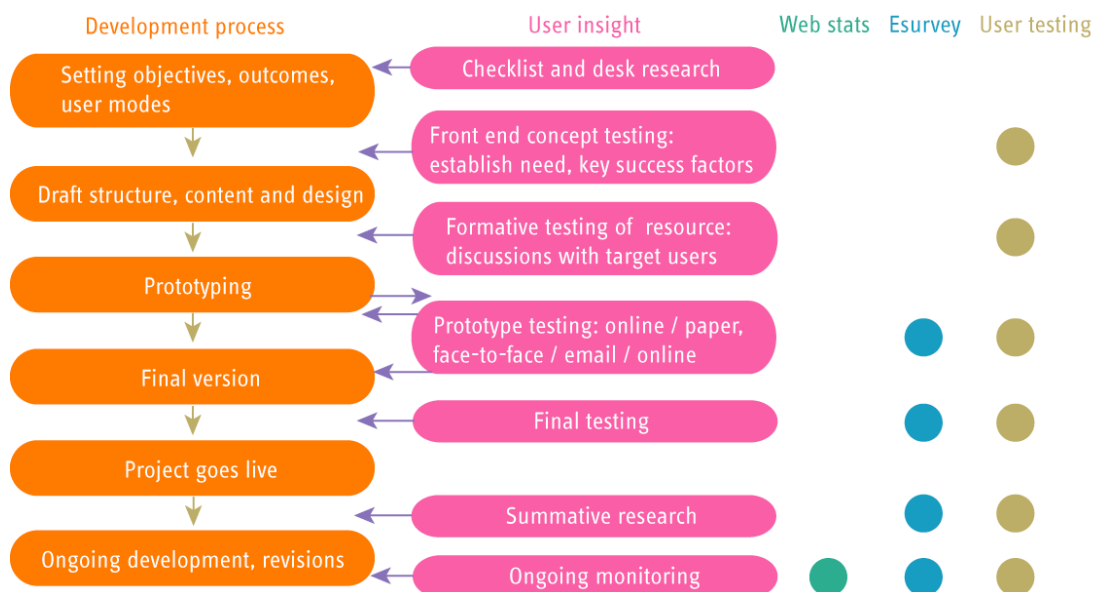 Development process
User insight
Web stats
Esurvey
User testing
Setting objectives, outcomes,
user modes
Checklist and desk research
Front end concept testing:
establish need, key success factors
Draft structure, content and design
Formative testing of resource:
discussions with target users
Prototyping
Prototype testing: online / paper,
face-to-face / email / online
Final version
Final testing
Project goes live
Summative research
Ongoing development, revisions
Ongoing monitoring